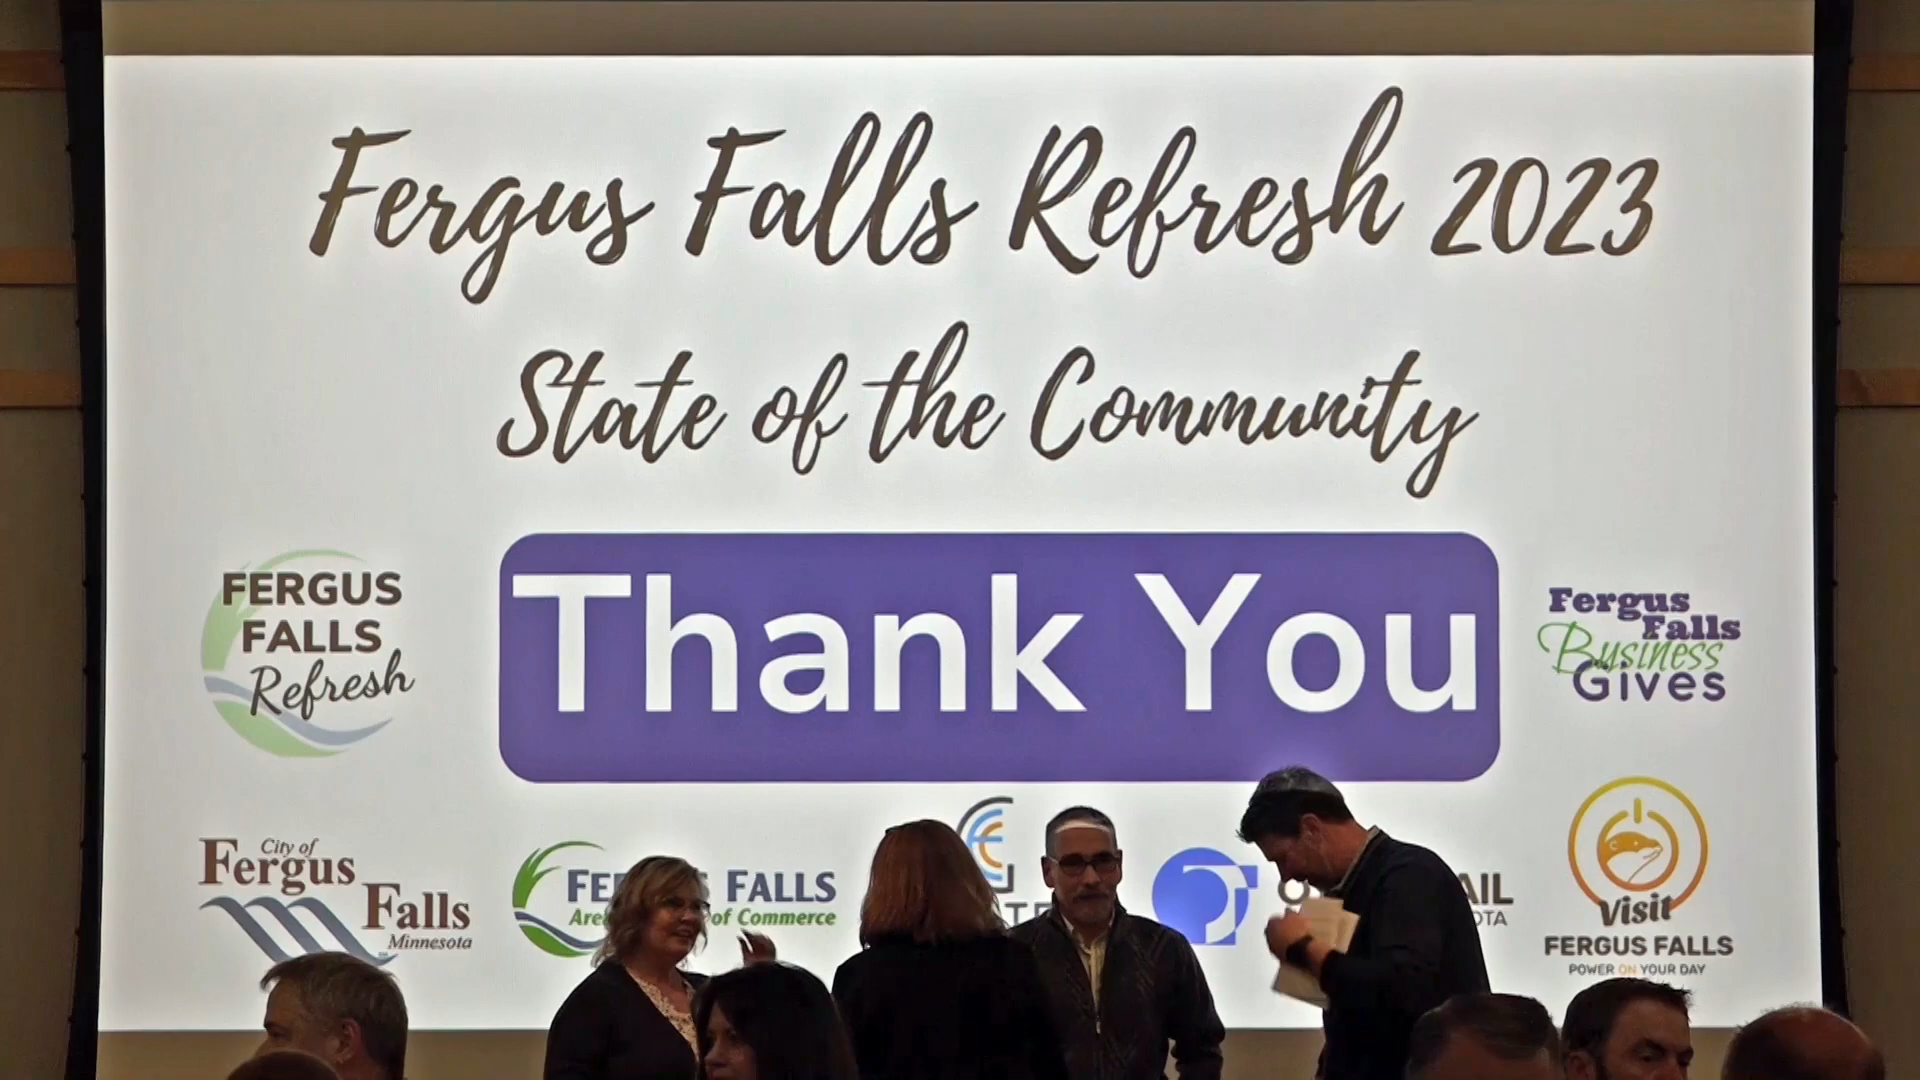 Fergus Falls Refresh 2023
State of the Community
Thank You
FERGUS
FALLS
Refresh
Fergus
Falls
Business
Gives
City of
Fergus
Falls
Minnesota
FALLS
of Commerce
Visit
FERGUS FALLS
POWER ON YOUR DAY